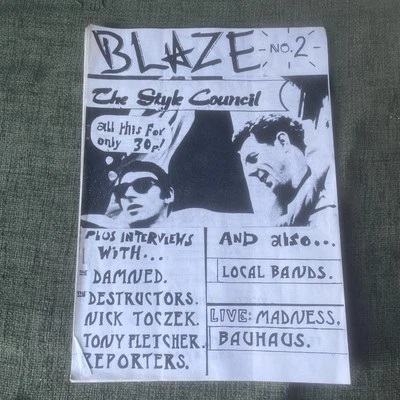 BLAZE NO.2
The Style Council
all this For
only 30p!
PLUS INTERVIEWS
WITH...
THE DAMNED.
THE DESTRUCTORS.
NICK TOCZEK.
TONY FLETCHER.
REPORTERS.
AND also...
LOCAL BANDS.
LIVE: MADNESS,
BAUHAUS.